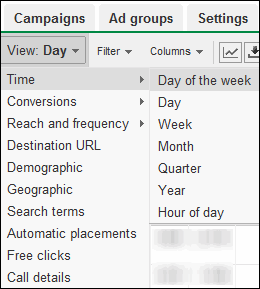 Campaigns Ad groups Settings
View: Day Filter Columns
Time
Conversions
Reach and frequency
Destination URL
Demographic
Geographic
Search terms
Automatic placements
Free clicks
Call details
Day of the week
Day
Week
Month
Quarter
Year
Hour of day